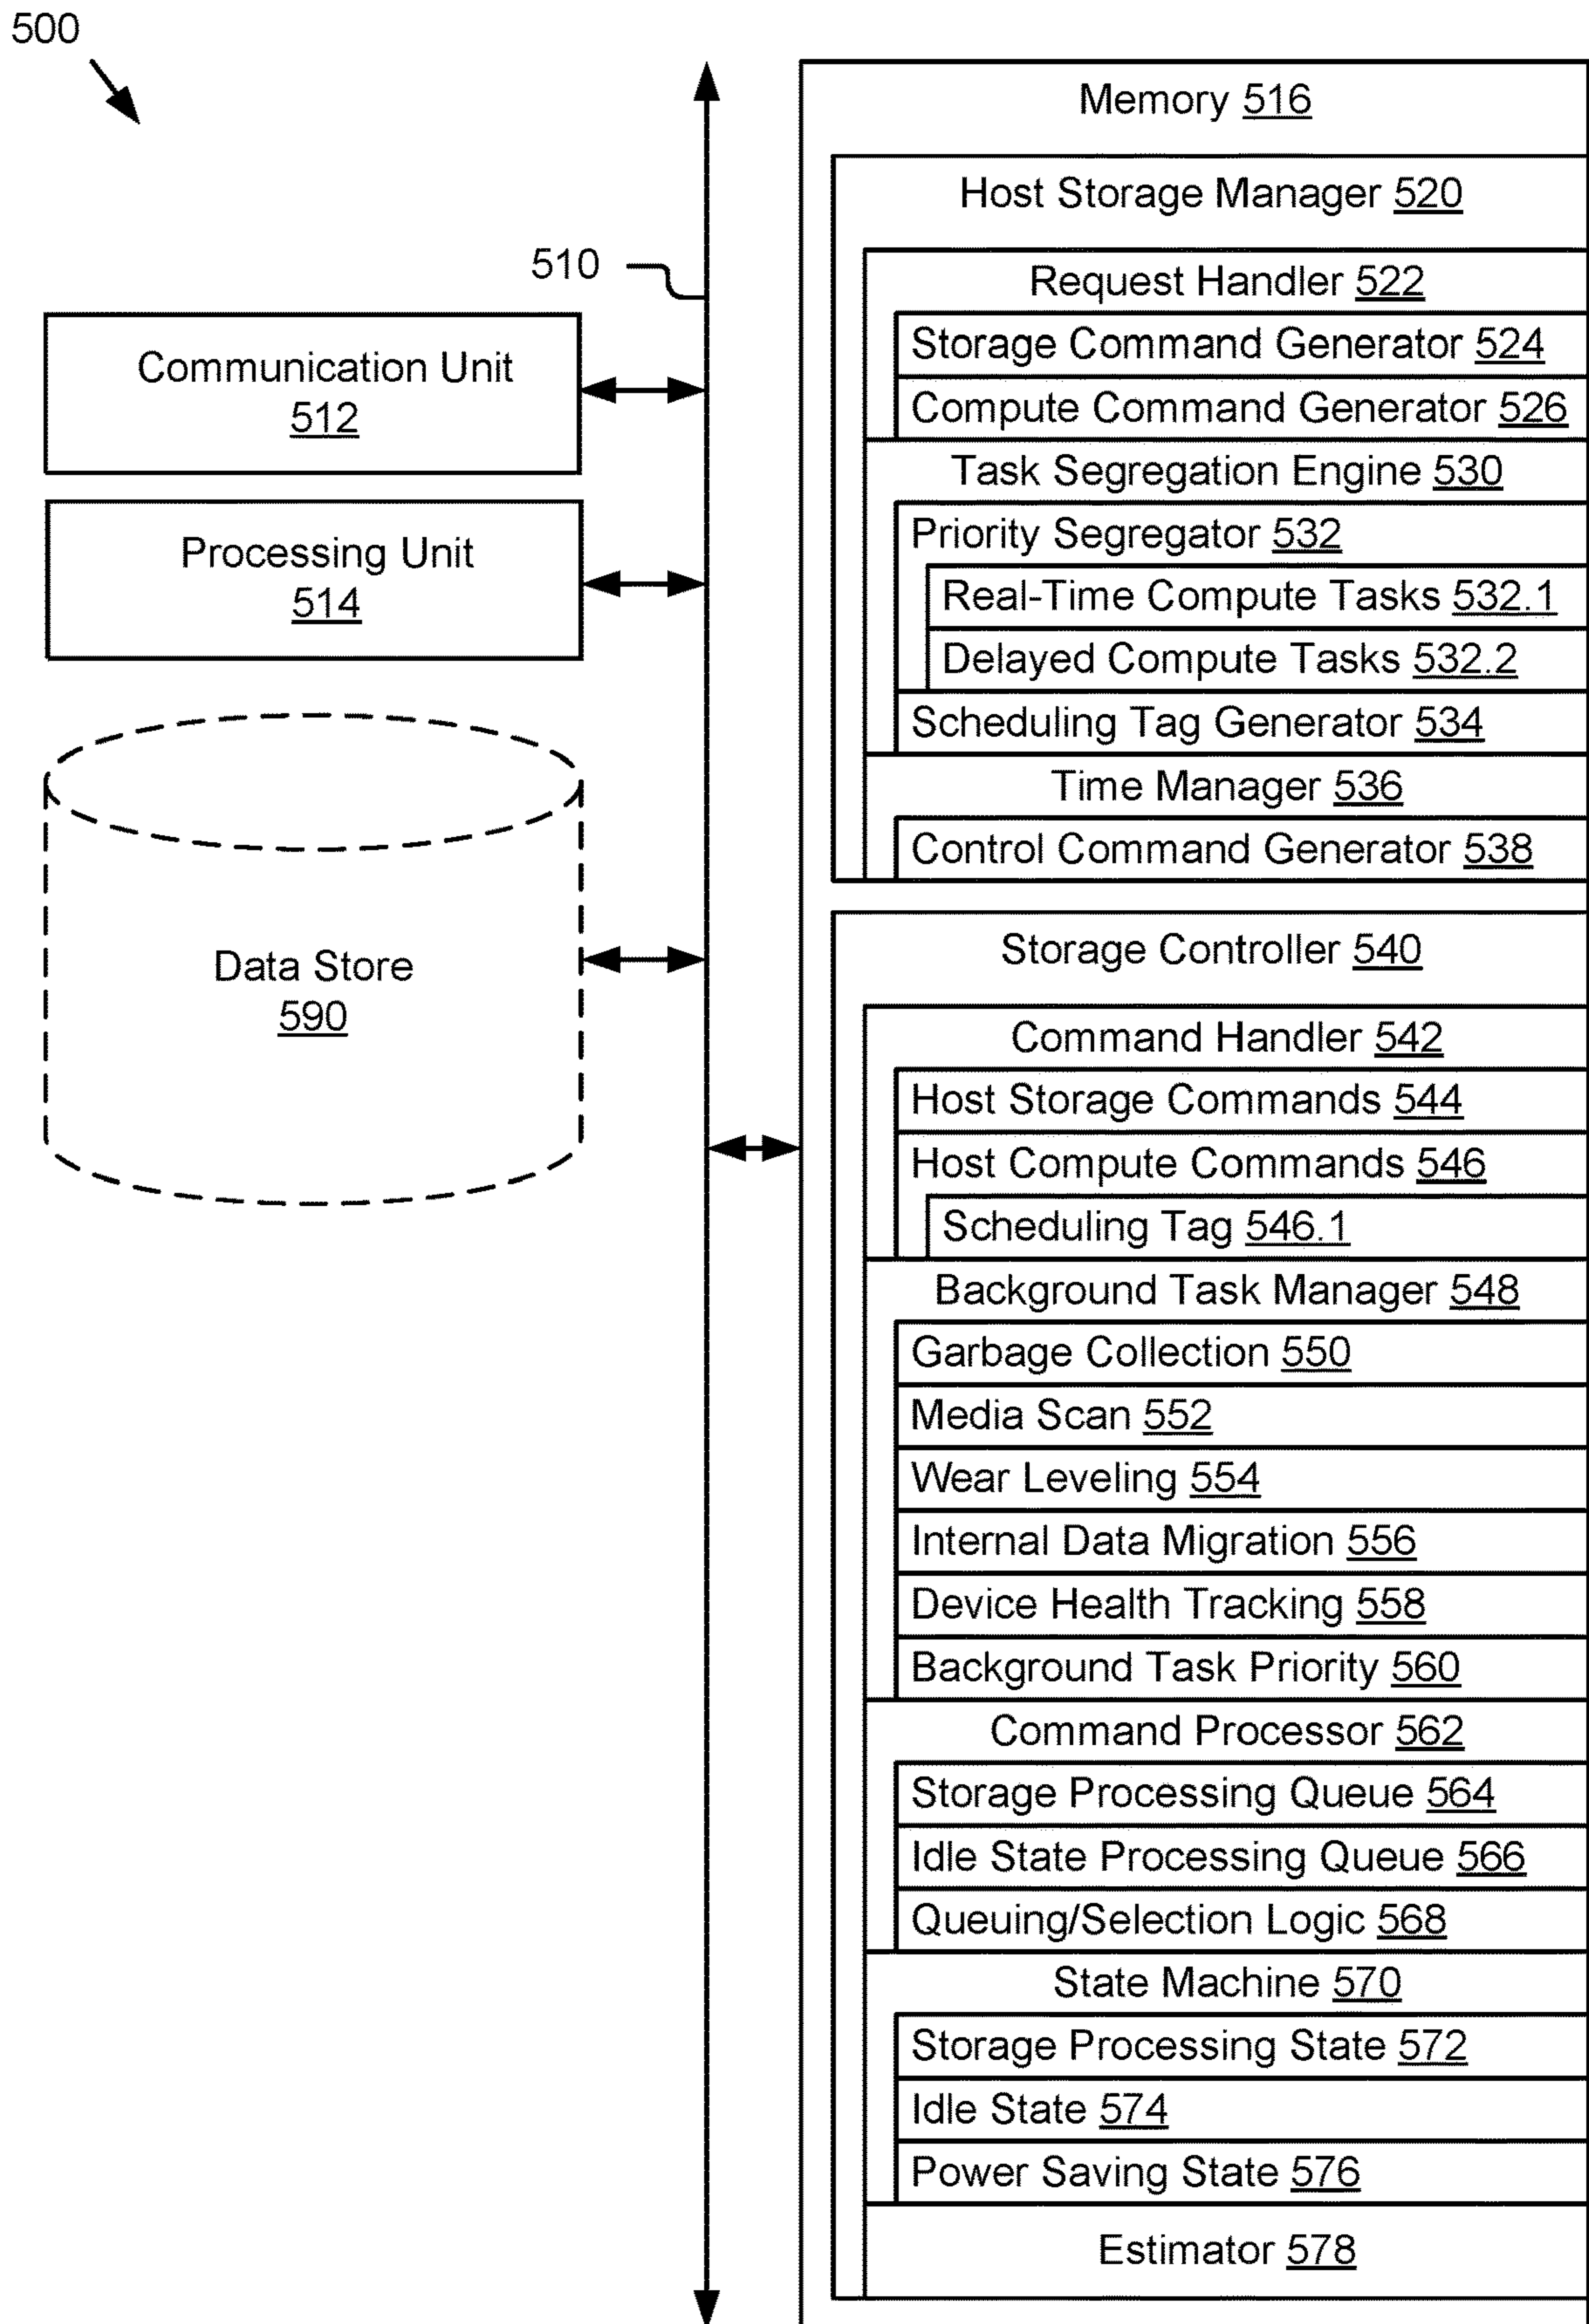 500
510
Communication Unit
512
Processing Unit
514
Data Store
590
Memory 516
Host Storage Manager 520
Request Handler 522
Storage Command Generator 524
Compute Command Generator 526
Task Segregation Engine 530
Priority Segregator 532
Real-Time Compute Tasks 532.1
Delayed Compute Tasks 532.2
Scheduling Tag Generator 534
Time Manager 536
Control Command Generator 538
Storage Controller 540
Command Handler 542
Host Storage Commands 544
Host Compute Commands 546
Scheduling Tag 546.1
Background Task Manager 548
Garbage Collection 550
Media Scan 552
Wear Leveling 554
Internal Data Migration 556
Device Health Tracking 558
Background Task Priority 560
Command Processor 562
Storage Processing Queue 564
Idle State Processing Queue 566
Queuing/Selection Logic 568
State Machine 570
Storage Processing State 572
Idle State 574
Power Saving State 576
Estimator 578